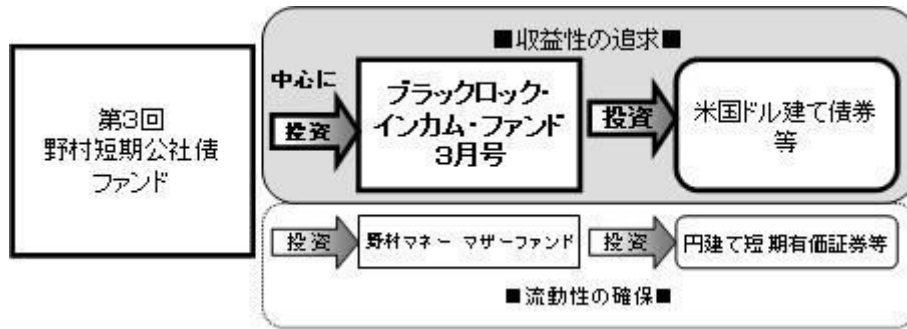 第3回
野村短期公社債
ファンド
■収益性の追求■
中心に
投資
ブラックロック・
インカム・ファンド
3月号
投資
米国ドル建て債券
等
投資
野村マネー マザーファンド
投資
円建て短期有価証券等
■流動性の確保■